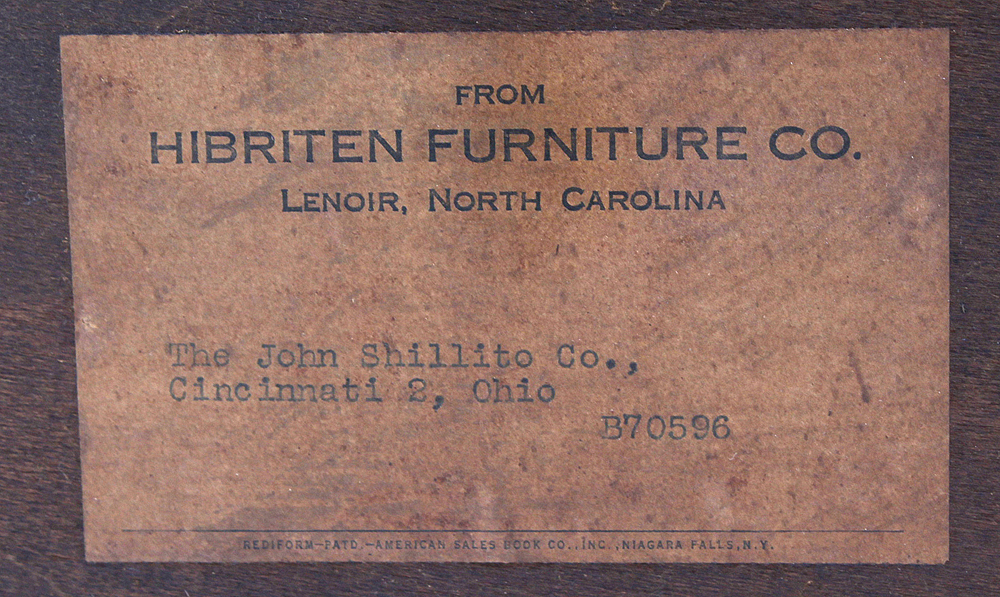 FROM
HIBRITEN FURNITURE CO.
LENOIR, NORTH CAROLINA
The John Shillito Co.,
Cincinnati 2, Ohio
B70596
REDIFORM—PATD.—AMERICAN SALES BOOK CO., INC., NIAGARA FALLS, N.Y.